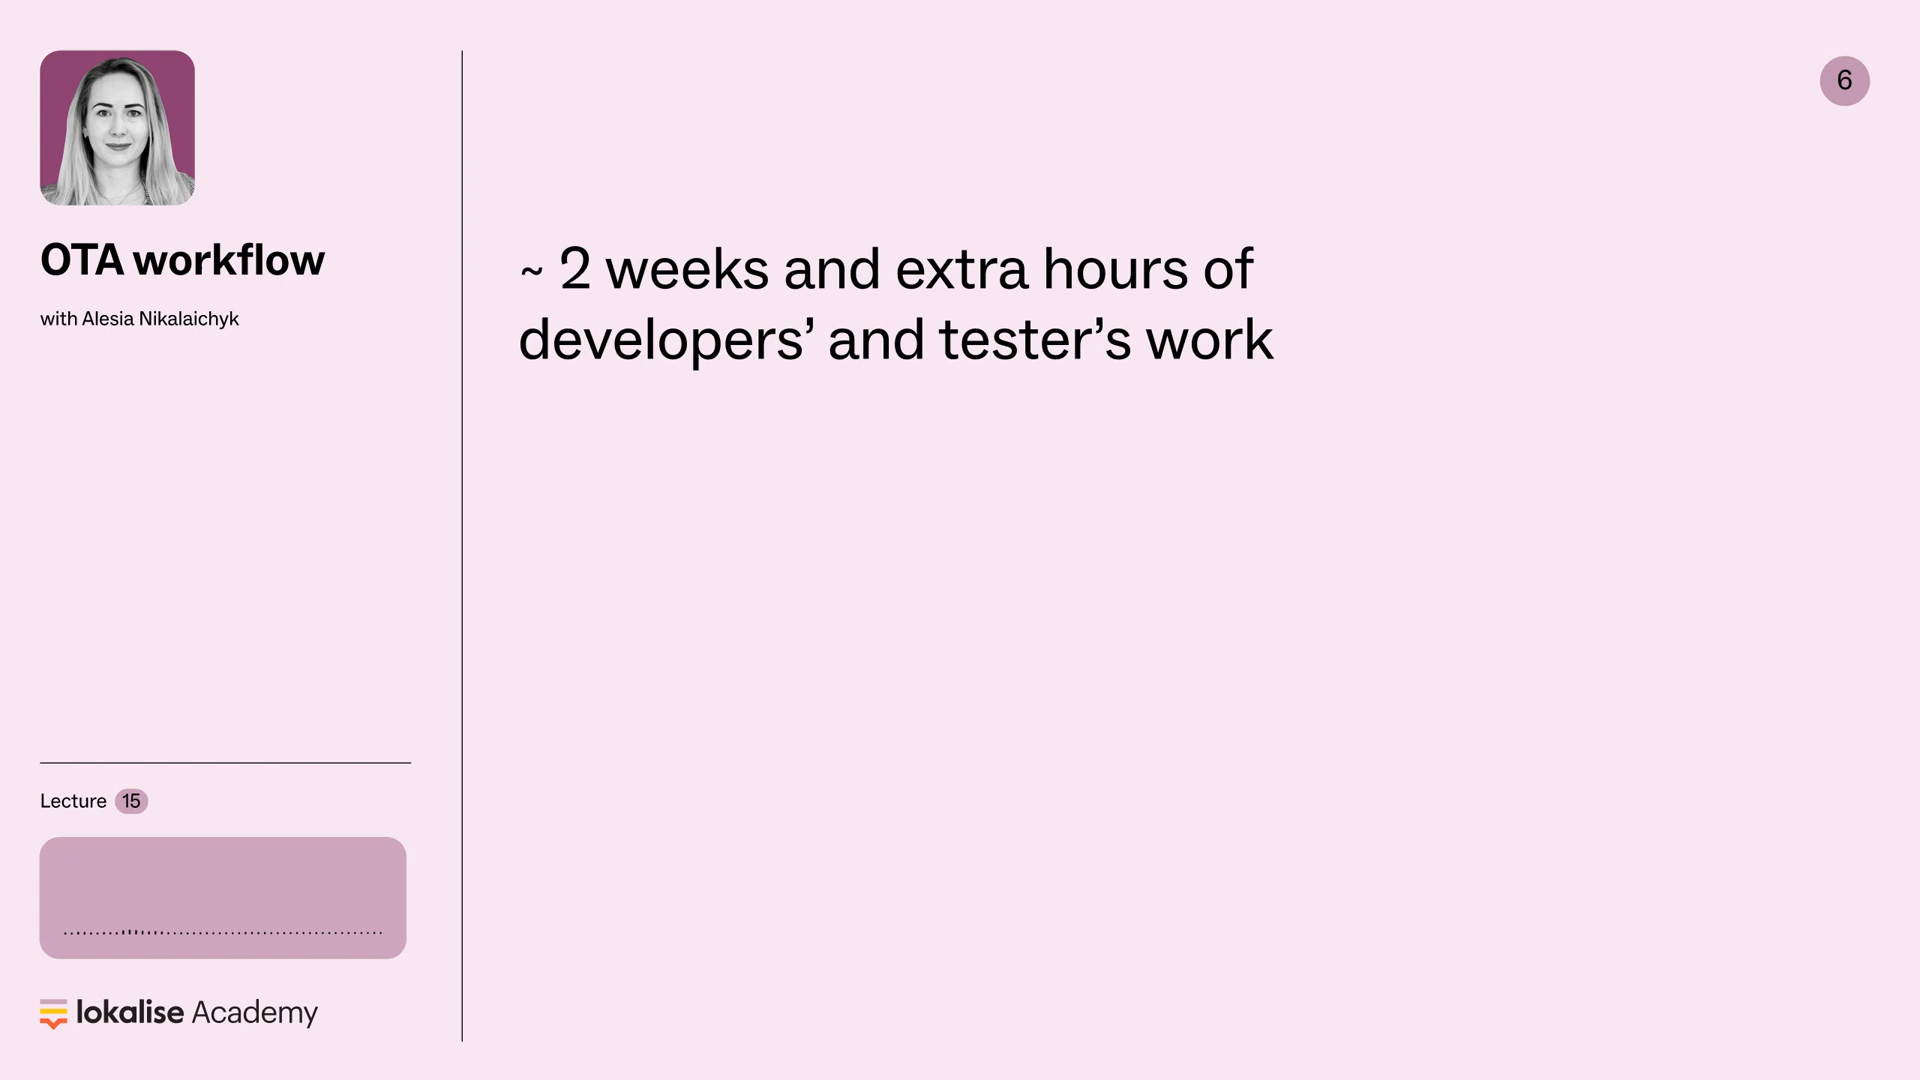 OTA workflow
with Alesia Nikalaichyk
6
~ 2 weeks and extra hours of
developers’ and tester’s work
Lecture 15
lokalise Academy